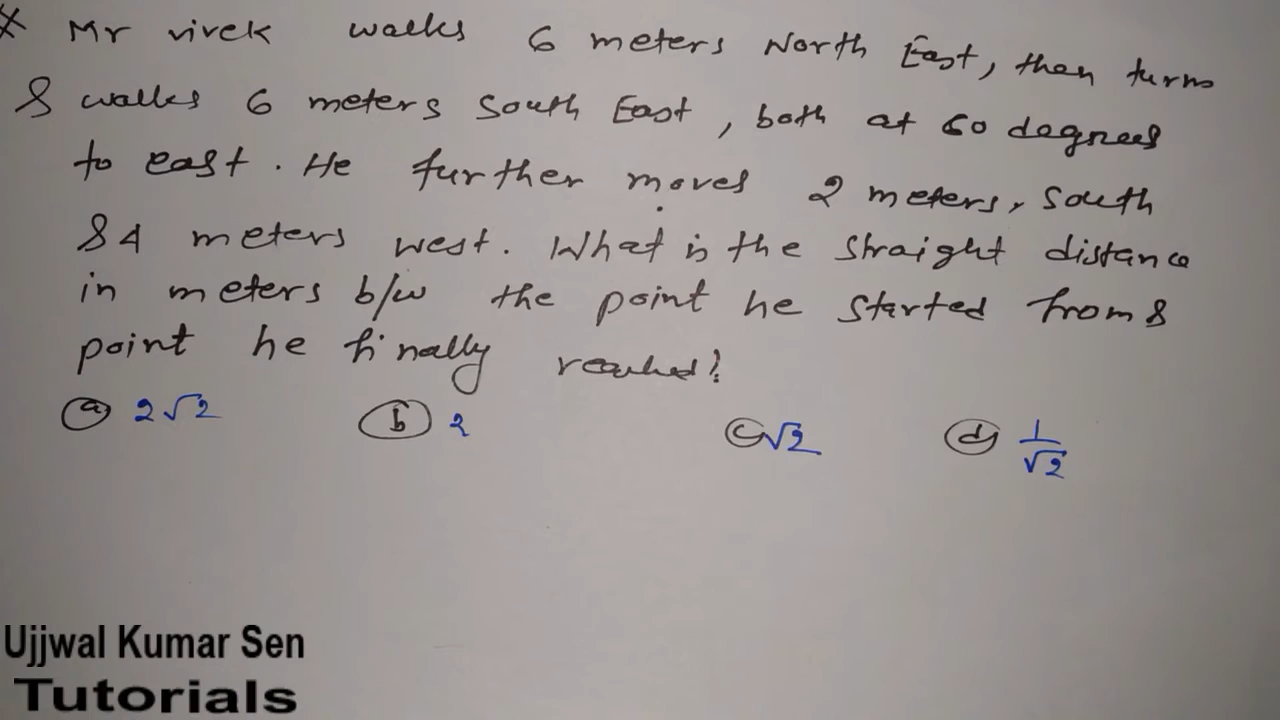 * Mr vivek walks 6 meters North East, then turns
& walks 6 meters South East, both at 60 degrees
to east. He further moves 2 meters, South
& 4 meters west. What is the straight distance
in meters b/w the point he started from &
point he finally reached?
(a) 2√2 (b) 2 (c) √2 (d) 1/√2
Ujjwal Kumar Sen
Tutorials